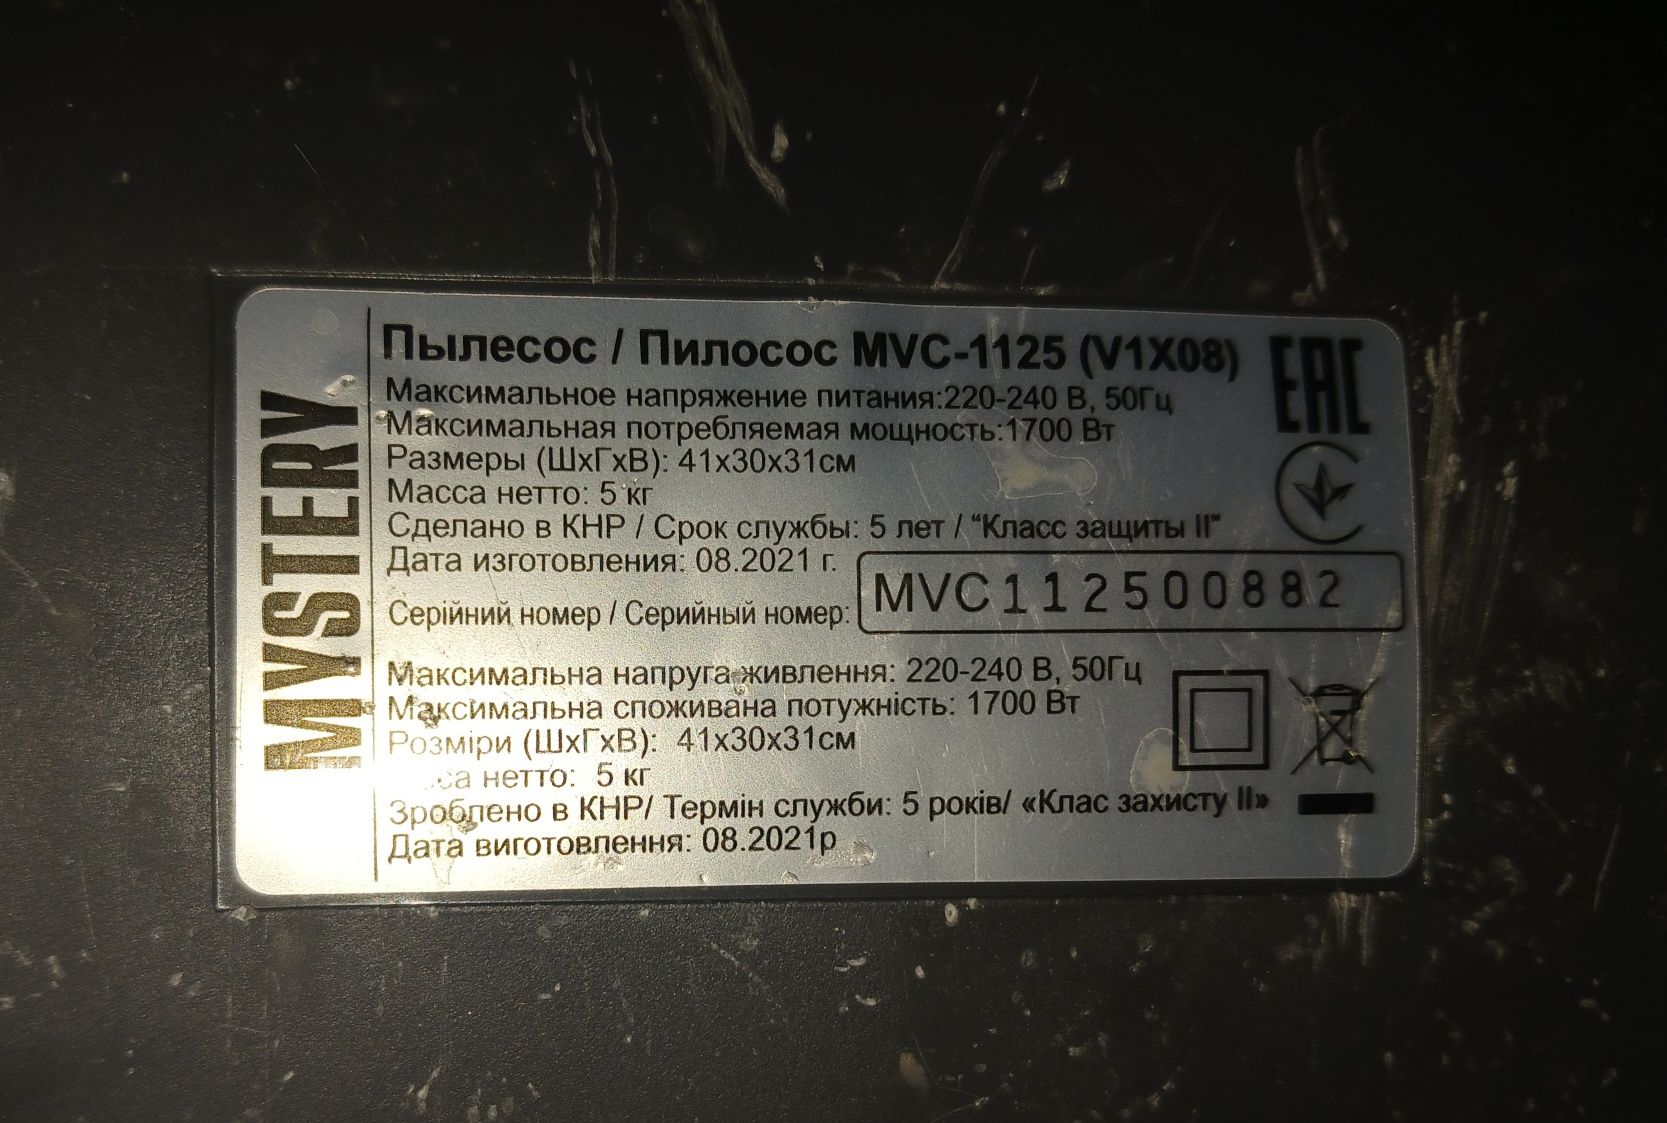 MYSTERY
Пылесос / Пилосос MVC-1125 (V1X08)
Максимальное напряжение питания:220-240 В, 50Гц
Максимальная потребляемая мощность:1700 Вт
Размеры (ШхГхВ): 41х30х31см
Масса нетто: 5 кг
Сделано в КНР / Срок службы: 5 лет / "Класс защиты II"
Дата изготовления: 08.2021 г.
Серійний номер / Серийный номер: MVC112500882
Максимальна напруга живлення: 220-240 В, 50Гц
Максимальна споживана потужність: 1700 Вт
Розміри (ШхГхВ): 41х30х31см
нетто: 5 кг
Зроблено в КНР/ Термін служби: 5 років/ «Клас захисту II»
Дата виготовлення: 08.2021р
EAC